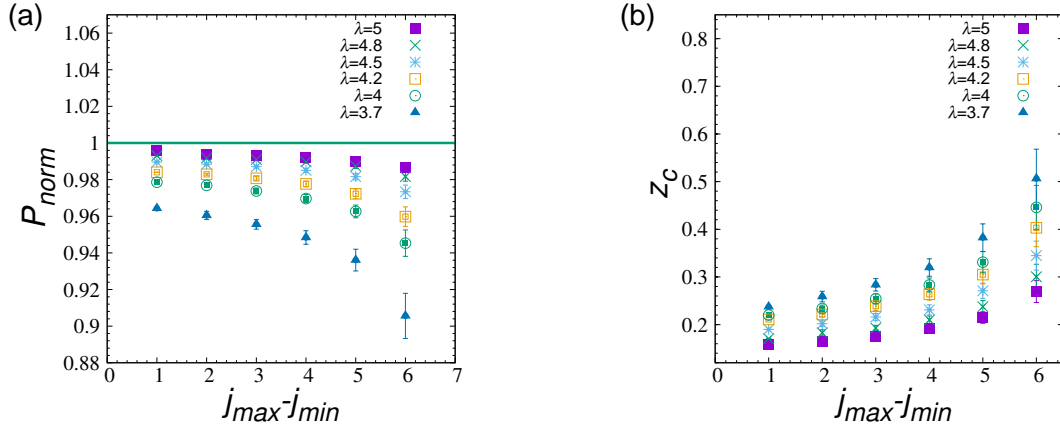 (a)
P_norm
1.06
1.04
1.02
1
0.98
0.96
0.94
0.92
0.9
0.88
λ=5
λ=4.8
λ=4.5
λ=4.2
λ=4
λ=3.7
0 1 2 3 4 5 6 7
j_max-j_min
(b)
z_c
0.8
0.7
0.6
0.5
0.4
0.3
0.2
λ=5
λ=4.8
λ=4.5
λ=4.2
λ=4
λ=3.7
0 1 2 3 4 5 6
j_max-j_min